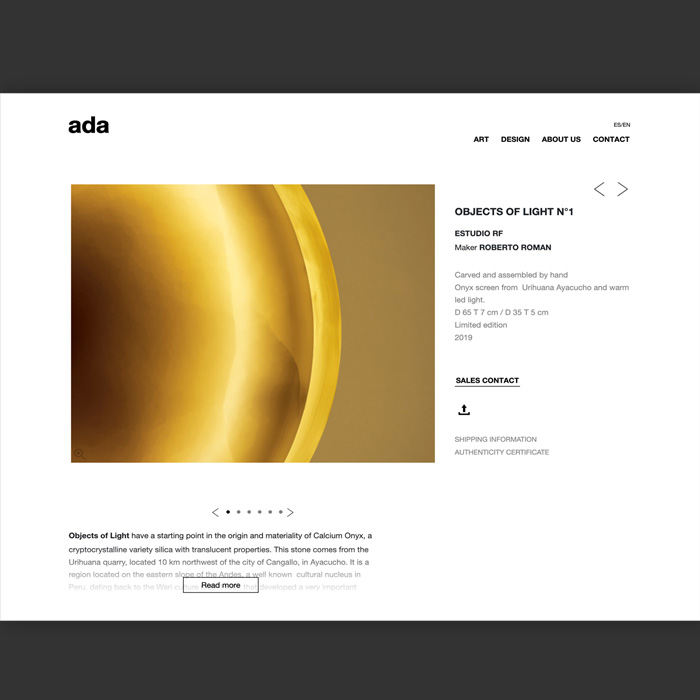 ada
ES/EN
ART DESIGN ABOUT US CONTACT
OBJECTS OF LIGHT N°1
ESTUDIO RF
Maker ROBERTO ROMAN
Carved and assembled by hand
Onyx screen from Urihuana Ayacucho and warm
led light.
D 65 T 7 cm / D 35 T 5 cm
Limited edition
2019
SALES CONTACT
SHIPPING INFORMATION
AUTHENTICITY CERTIFICATE
Objects of Light have a starting point in the origin and materiality of Calcium Onyx, a
cryptocrystalline variety silica with translucent properties. This stone comes from the
Urihuana quarry, located 10 km northwest of the city of Cangallo, in Ayacucho. It is a
region located on the eastern slope of the Andes, a well known cultural nucleus in
Peru, dating back to the Wari that developed a very important
Read more